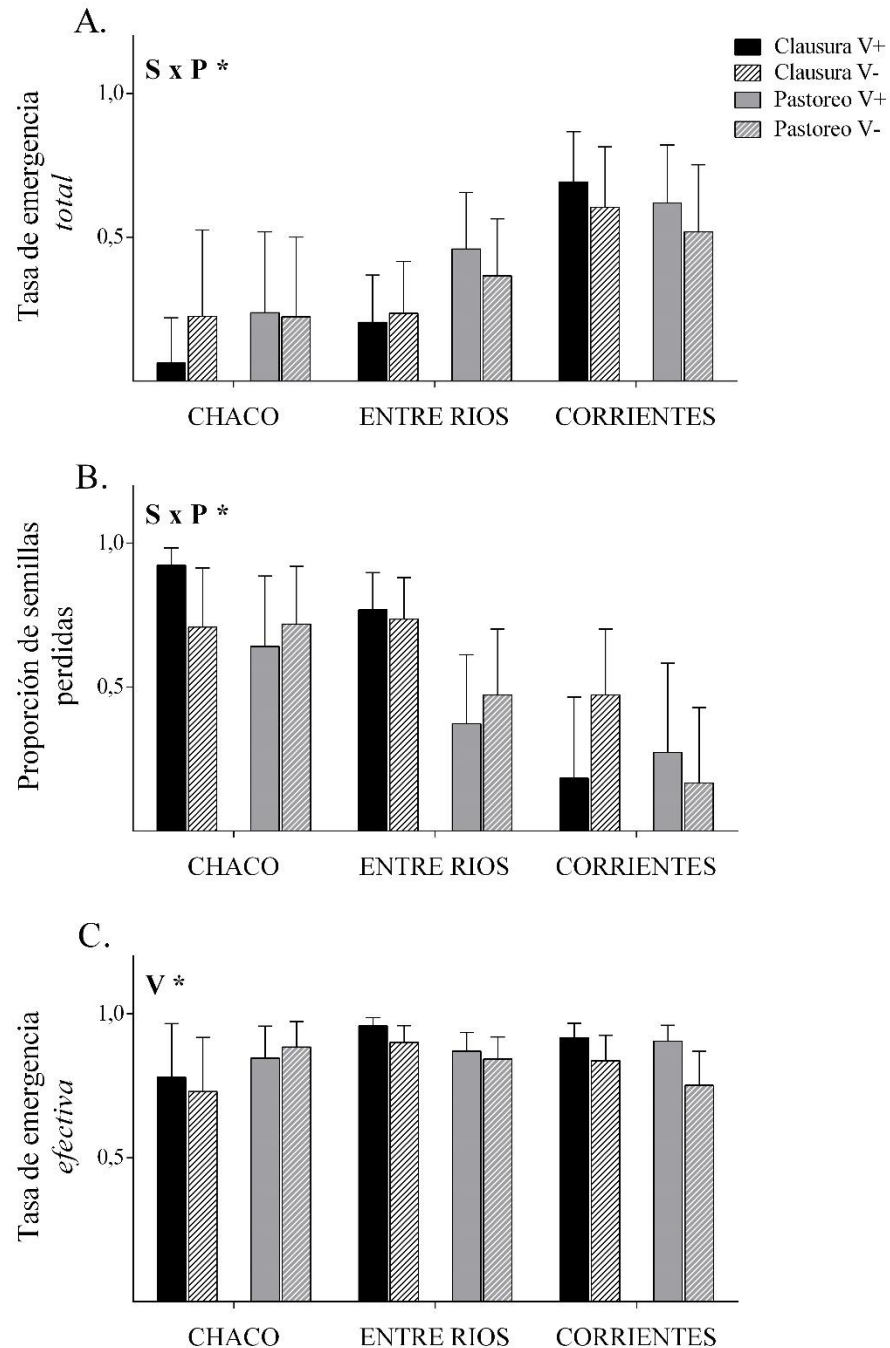 A.
S x P *
Clausura V+
Clausura V-
Pastoreo V+
Pastoreo V-
Tasa de emergencia
total
1,0
0,5
CHACO
ENTRE RIOS
CORRIENTES
B.
S x P *
Proporción de semillas
perdidas
1,0
0,5
CHACO
ENTRE RIOS
CORRIENTES
C.
V *
Tasa de emergencia
efectiva
1,0
0,5
CHACO
ENTRE RIOS
CORRIENTES